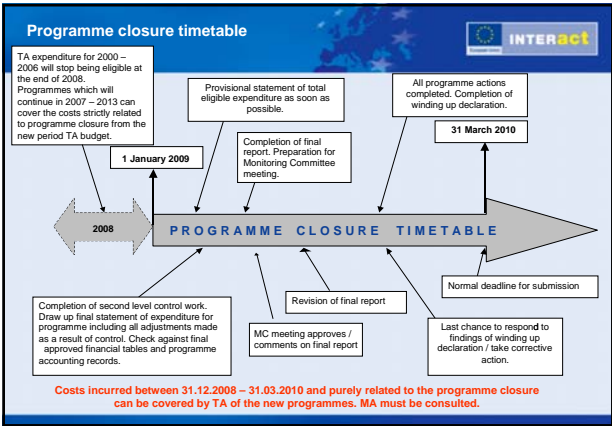 Programme closure timetable
INTERact
European Union
TA expenditure for 2000 –
2006 will stop being eligible at
the end of 2008.
Programmes which will
continue in 2007 – 2013 can
cover the costs strictly related
to programme closure from the
new period TA budget.
Provisional statement of total
eligible expenditure as soon as
possible.
All programme actions
completed. Completion of
winding up declaration.
1 January 2009
Completion of final
report. Preparation for
Monitoring Committee
meeting.
31 March 2010
2008
PROGRAMME CLOSURE TIMETABLE
Completion of second level control work.
Draw up final statement of expenditure for
programme including all adjustments made
as a result of control. Check against final
approved financial tables and programme
accounting records.
MC meeting approves /
comments on final report
Revision of final report
Last chance to respond to
findings of winding up
declaration / take corrective
action.
Normal deadline for submission
Costs incurred between 31.12.2008 – 31.03.2010 and purely related to the programme closure
can be covered by TA of the new programmes. MA must be consulted.